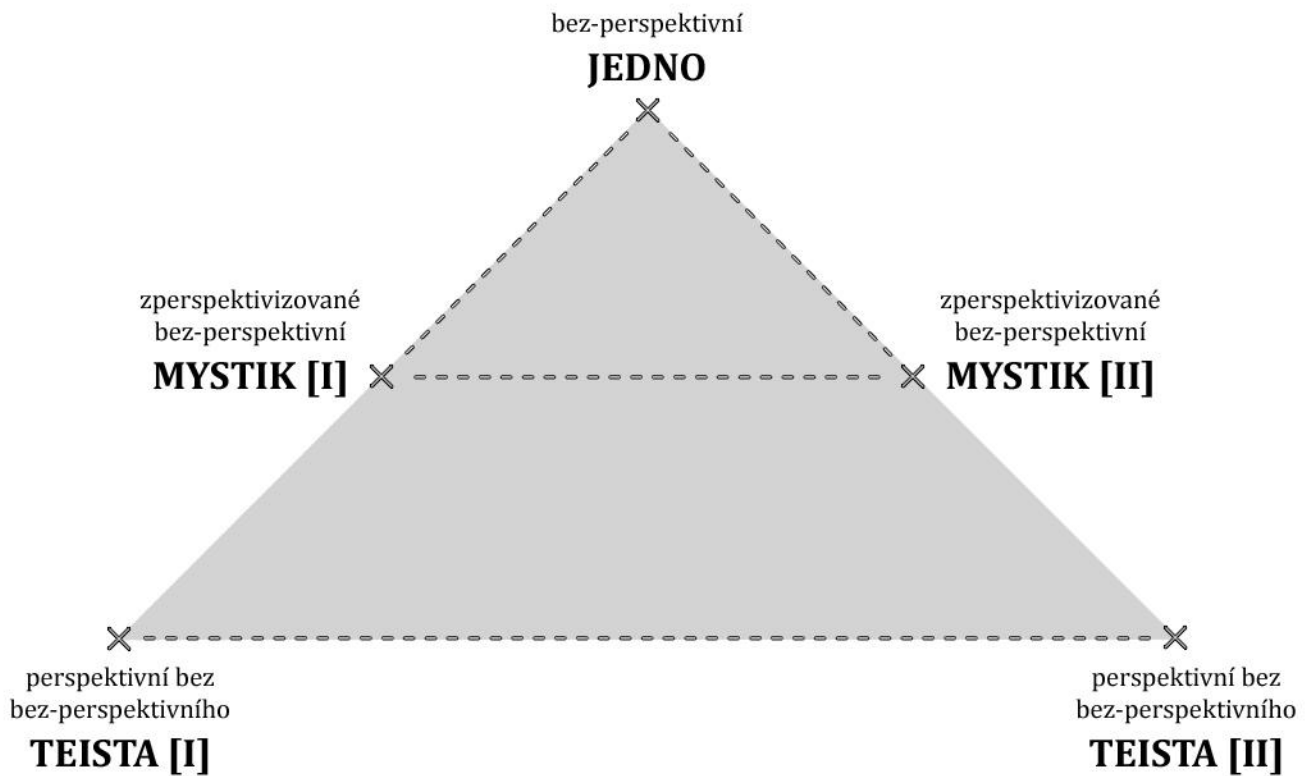 bez-perspektivní
JEDNO
zperspektivizované
bez-perspektivní
MYSTIK [I]
zperspektivizované
bez-perspektivní
MYSTIK [II]
perspektivní bez
bez-perspektivního
TEISTA [I]
perspektivní bez
bez-perspektivního
TEISTA [II]